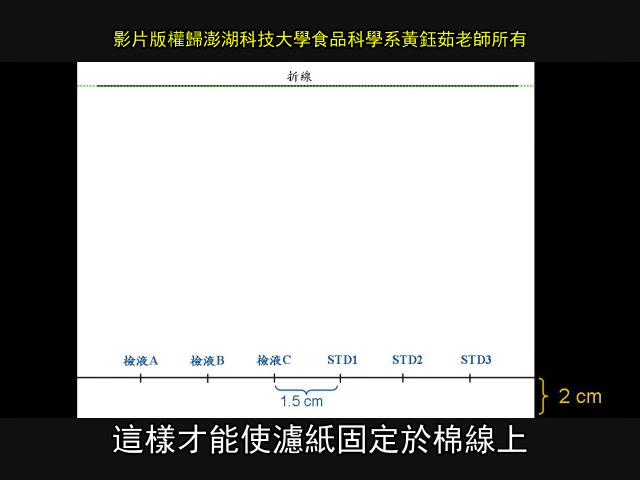 影片版權歸澎湖科技大學食品科學系黃鈺茹老師所有
折線
檢液A 檢液B 檢液C STD1 STD2 STD3
1.5 cm
2 cm
這樣才能使濾紙固定於棉線上